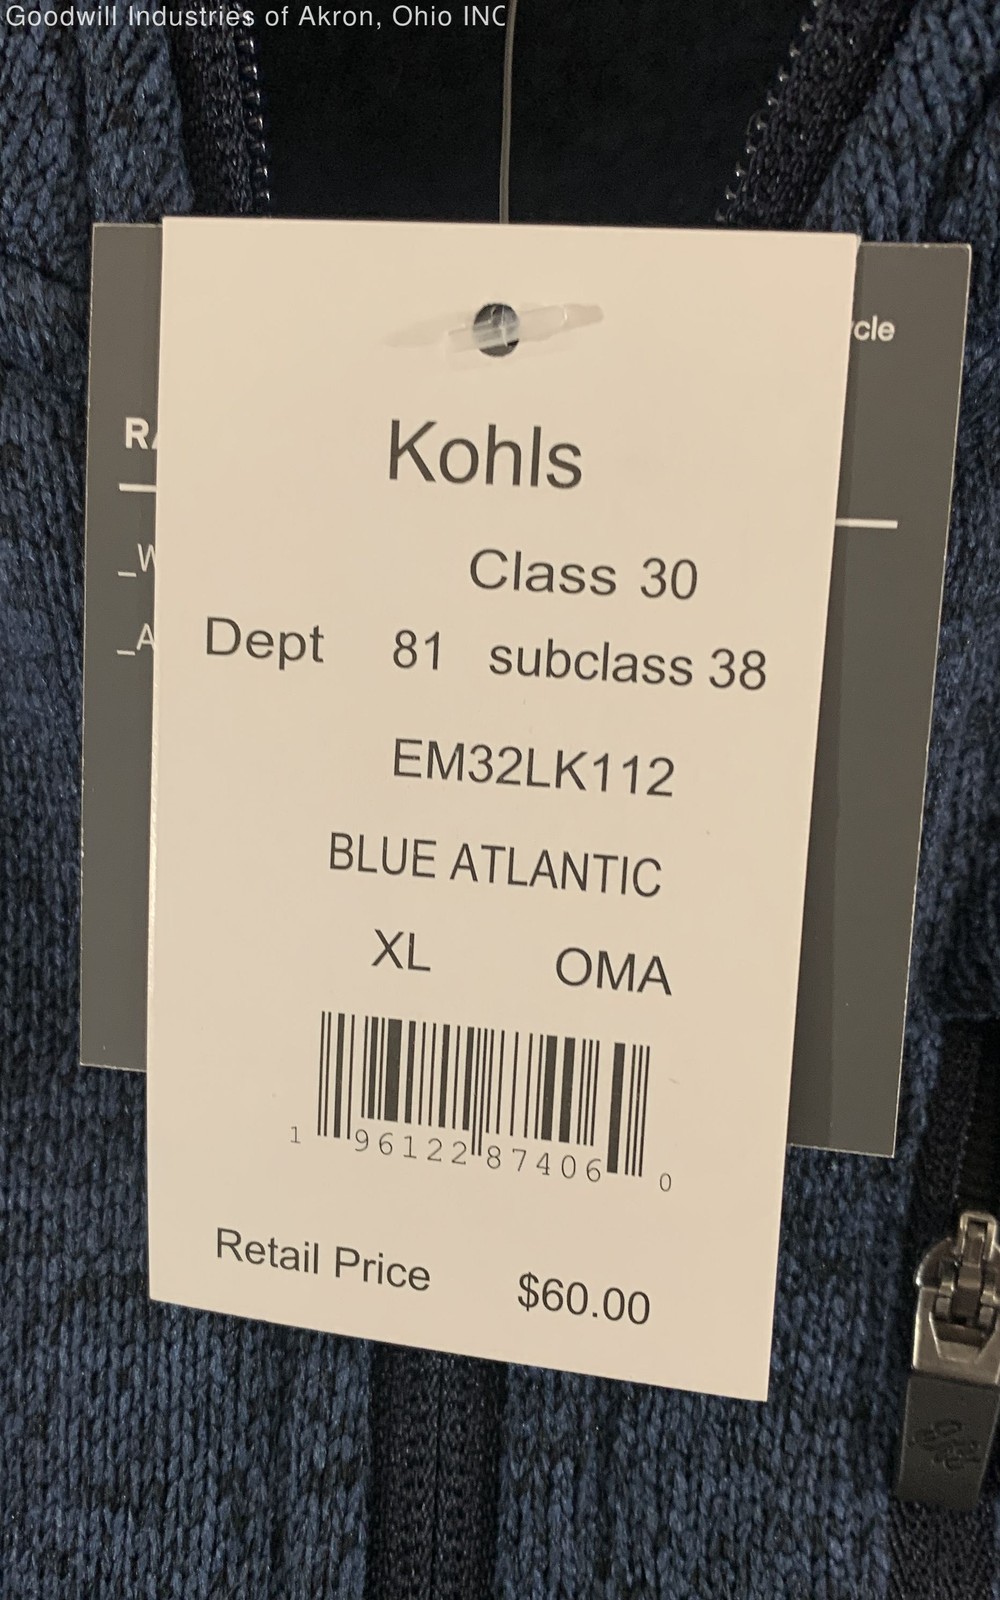 Goodwill Industries of Akron, Ohio INC
Kohls
Class 30
Dept 81 subclass 38
EM32LK112
BLUE ATLANTIC
XL OMA
1 96122 87406 0
Retail Price $60.00